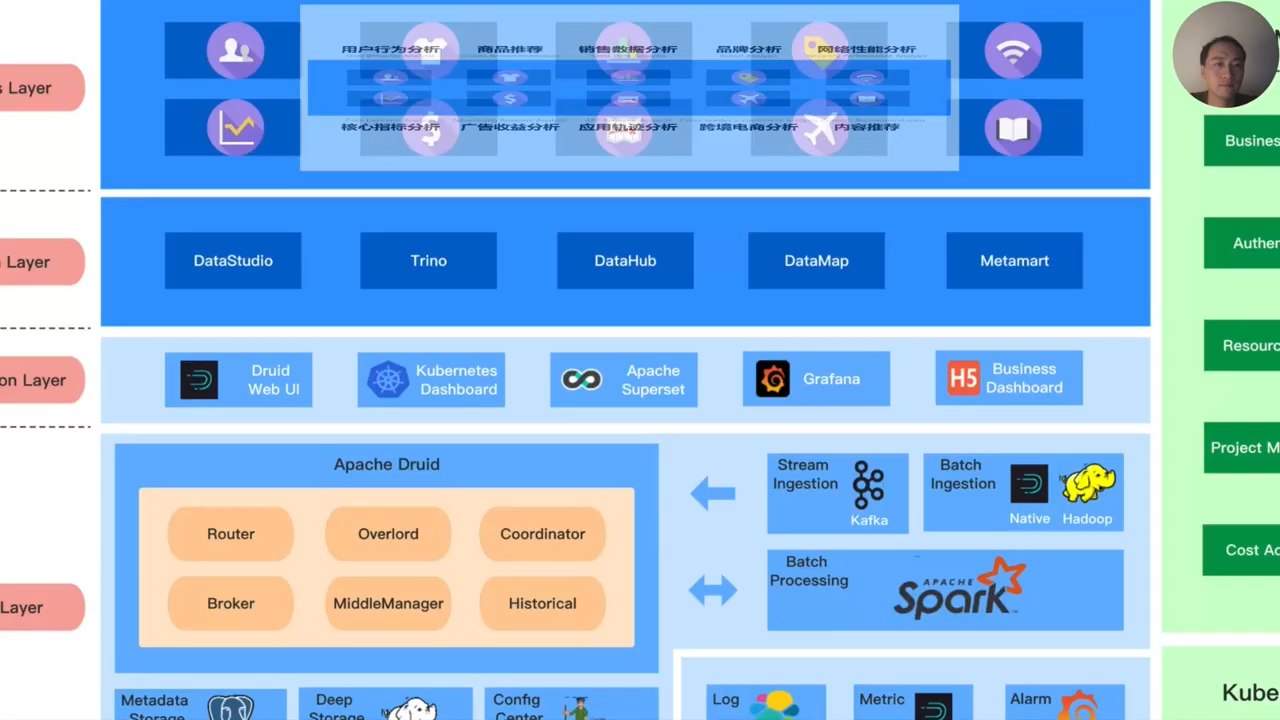 s Layer
用户行为分析
商品推荐
销售数据分析
品牌分析
网络性能分析
核心指标分析
广告收益分析
应用轨迹分析
跨境电商分析
内容推荐
Layer
DataStudio
Trino
DataHub
DataMap
Metamart
on Layer
Druid
Web UI
Kubernetes
Dashboard
Apache
Superset
Grafana
H5
Business
Dashboard
Layer
Apache Druid
Router
Overlord
Coordinator
Broker
MiddleManager
Historical
Stream
Ingestion
Kafka
Batch
Ingestion
Native
Hadoop
Batch
Processing
APACHE
Spark
Metadata
Storage
Deep
Storage
Config
Center
Log
Metric
Alarm
Busines
Authen
Resourc
Project M
Cost Ac
Kube